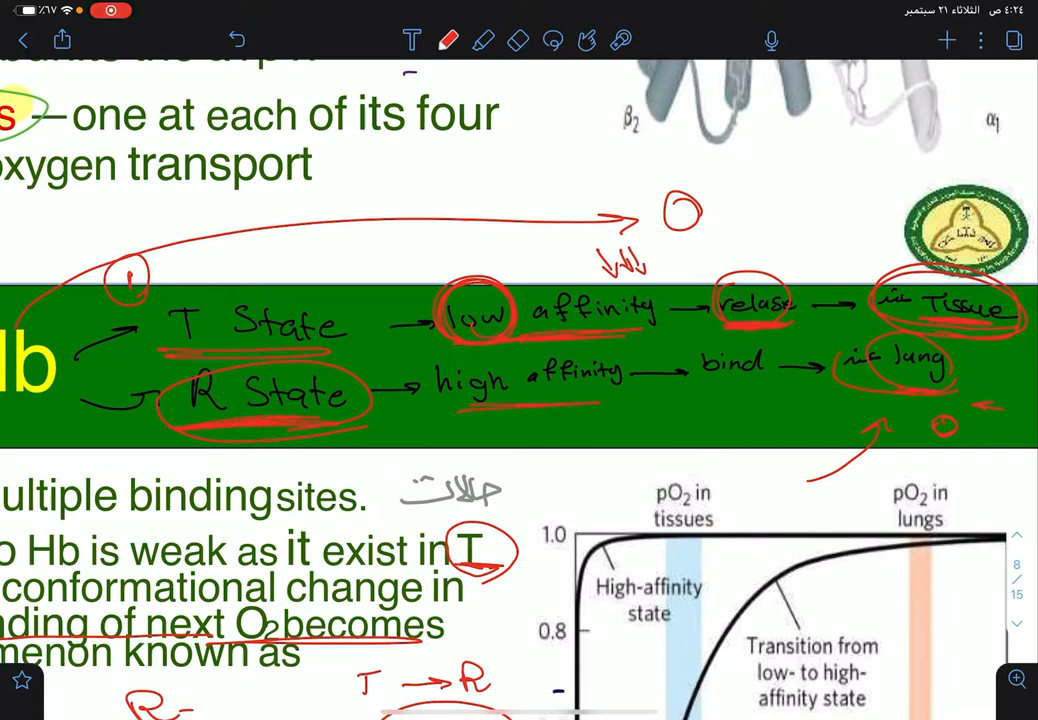 ٪٦٧
٤:٢٤ ص الثلاثاء ٢١ سبتمبر
s — one at each of its four
oxygen transport
β2
α1
1
T State → low affinity → relase → in Tissue
R State → high affinity → bind → in lung
Hb
ultiple binding sites.
حالات
o Hb is weak as it exist in T
conformational change in
nding of next O2 becomes
menon known as
T → R
R-
pO2 in
tissues
pO2 in
lungs
1.0
High-affinity
state
0.8
Transition from
low- to high-
affinity state
8
/
15